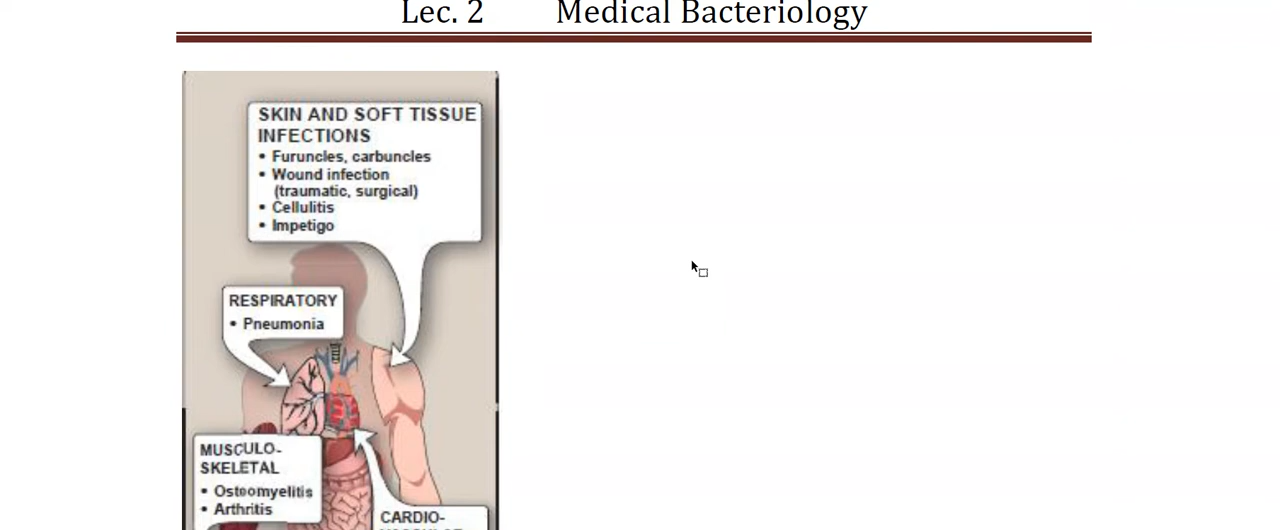 Lec. 2 Medical Bacteriology
SKIN AND SOFT TISSUE
INFECTIONS
• Furuncles, carbuncles
• Wound infection
(traumatic, surgical)
• Cellulitis
• Impetigo
RESPIRATORY
• Pneumonia
MUSCULO-
SKELETAL
• Osteomyelitis
• Arthritis
CARDIO-